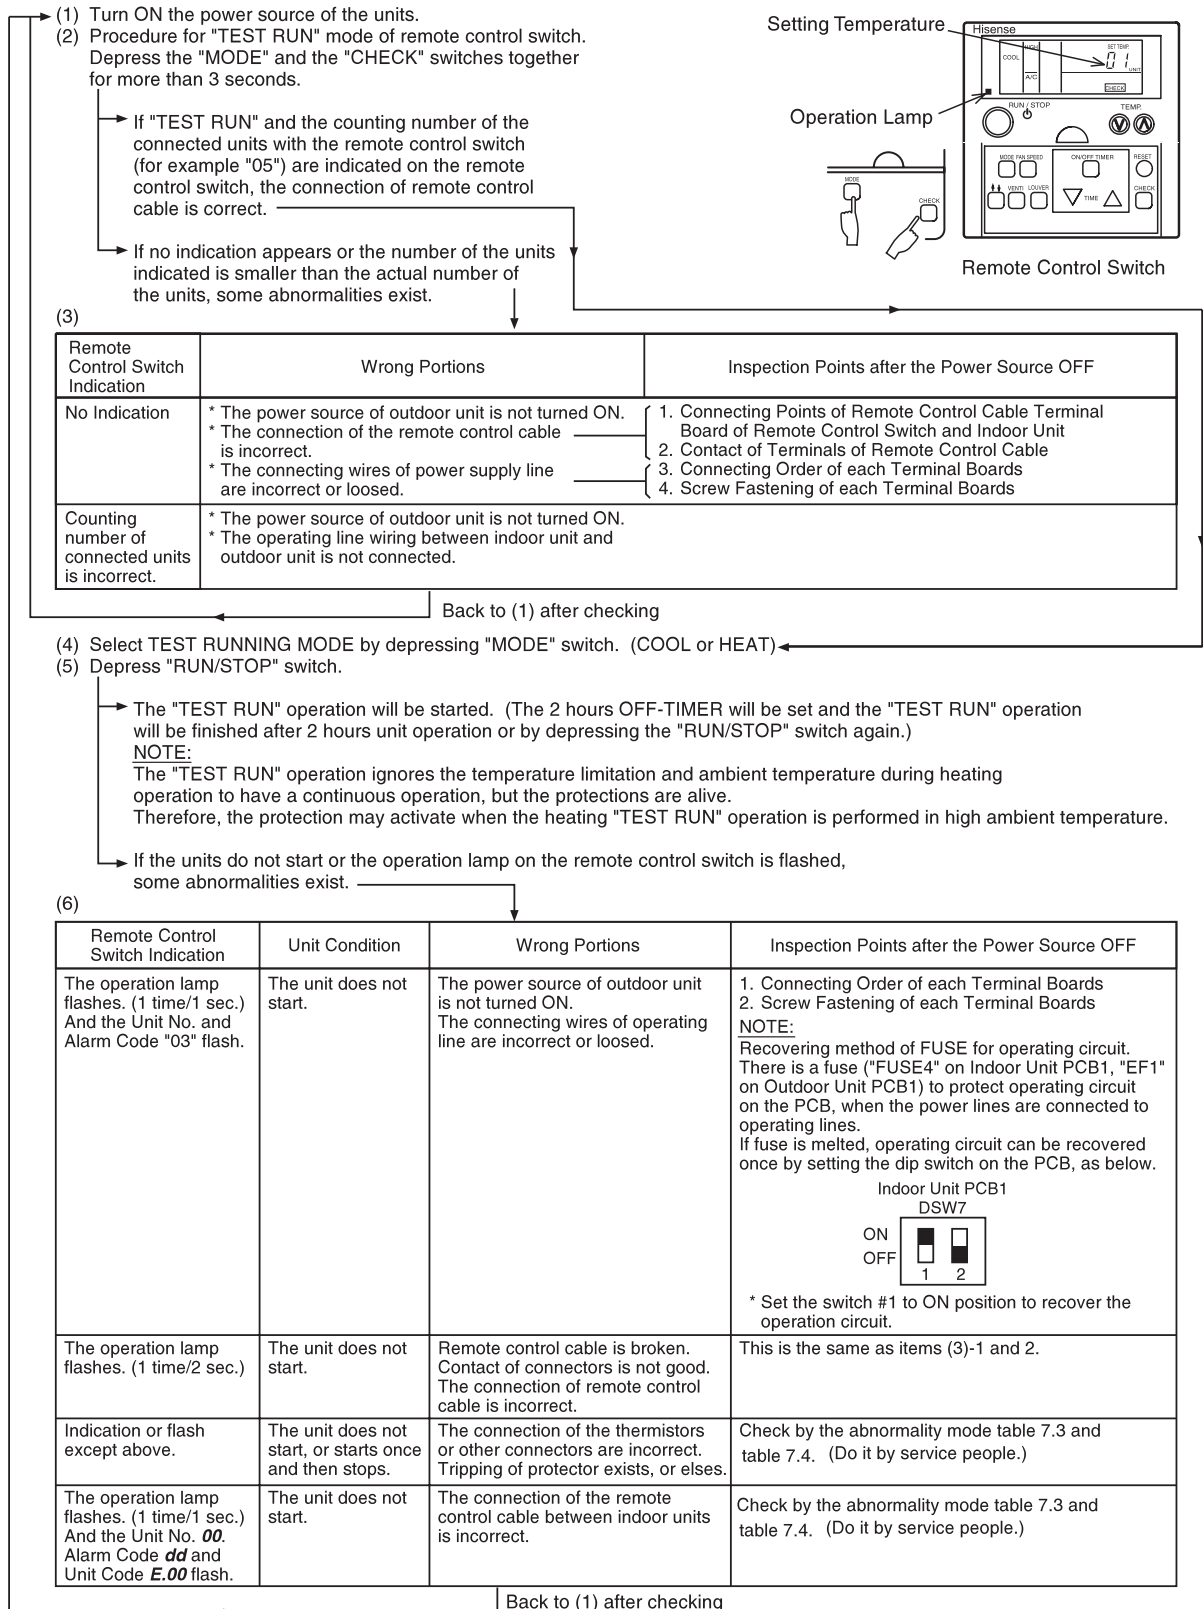 (1) Turn ON the power source of the units.
(2) Procedure for "TEST RUN" mode of remote control switch.
Depress the "MODE" and the "CHECK" switches together
for more than 3 seconds.
If "TEST RUN" and the counting number of the
connected units with the remote control switch
(for example "05") are indicated on the remote
control switch, the connection of remote control
cable is correct.
If no indication appears or the number of the units
indicated is smaller than the actual number of
the units, some abnormalities exist.
Setting Temperature
Operation Lamp
Hisense
COOL
HIGH
A/C
SET TEMP.
01
UNIT
CHECK
RUN / STOP
TEMP.
MODE FAN SPEED
ON/OFF TIMER
RESET
VENTI LOUVER
TIME
CHECK
MODE
CHECK
Remote Control Switch
(3)
Remote
Control Switch
Indication
Wrong Portions
Inspection Points after the Power Source OFF
No Indication
* The power source of outdoor unit is not turned ON.
* The connection of the remote control cable
is incorrect.
* The connecting wires of power supply line
are incorrect or loosed.
1. Connecting Points of Remote Control Cable Terminal
Board of Remote Control Switch and Indoor Unit
2. Contact of Terminals of Remote Control Cable
3. Connecting Order of each Terminal Boards
4. Screw Fastening of each Terminal Boards
Counting
number of
connected units
is incorrect.
* The power source of outdoor unit is not turned ON.
* The operating line wiring between indoor unit and
outdoor unit is not connected.
Back to (1) after checking
(4) Select TEST RUNNING MODE by depressing "MODE" switch. (COOL or HEAT)
(5) Depress "RUN/STOP" switch.
The "TEST RUN" operation will be started. (The 2 hours OFF-TIMER will be set and the "TEST RUN" operation
will be finished after 2 hours unit operation or by depressing the "RUN/STOP" switch again.)
NOTE:
The "TEST RUN" operation ignores the temperature limitation and ambient temperature during heating
operation to have a continuous operation, but the protections are alive.
Therefore, the protection may activate when the heating "TEST RUN" operation is performed in high ambient temperature.
If the units do not start or the operation lamp on the remote control switch is flashed,
some abnormalities exist.
(6)
Remote Control
Switch Indication
Unit Condition
Wrong Portions
Inspection Points after the Power Source OFF
The operation lamp
flashes. (1 time/1 sec.)
And the Unit No. and
Alarm Code "03" flash.
The unit does not
start.
The power source of outdoor unit
is not turned ON.
The connecting wires of operating
line are incorrect or loosed.
1. Connecting Order of each Terminal Boards
2. Screw Fastening of each Terminal Boards
NOTE:
Recovering method of FUSE for operating circuit.
There is a fuse ("FUSE4" on Indoor Unit PCB1, "EF1"
on Outdoor Unit PCB1) to protect operating circuit
on the PCB, when the power lines are connected to
operating lines.
If fuse is melted, operating circuit can be recovered
once by setting the dip switch on the PCB, as below.
Indoor Unit PCB1
DSW7
ON
OFF
1 2
* Set the switch #1 to ON position to recover the
operation circuit.
The operation lamp
flashes. (1 time/2 sec.)
The unit does not
start.
Remote control cable is broken.
Contact of connectors is not good.
The connection of remote control
cable is incorrect.
This is the same as items (3)-1 and 2.
Indication or flash
except above.
The unit does not
start, or starts once
and then stops.
The connection of the thermistors
or other connectors are incorrect.
Tripping of protector exists, or elses.
Check by the abnormality mode table 7.3 and
table 7.4. (Do it by service people.)
The operation lamp
flashes. (1 time/1 sec.)
And the Unit No. 00.
Alarm Code dd and
Unit Code E.00 flash.
The unit does not
start.
The connection of the remote
control cable between indoor units
is incorrect.
Check by the abnormality mode table 7.3 and
table 7.4. (Do it by service people.)
Back to (1) after checking